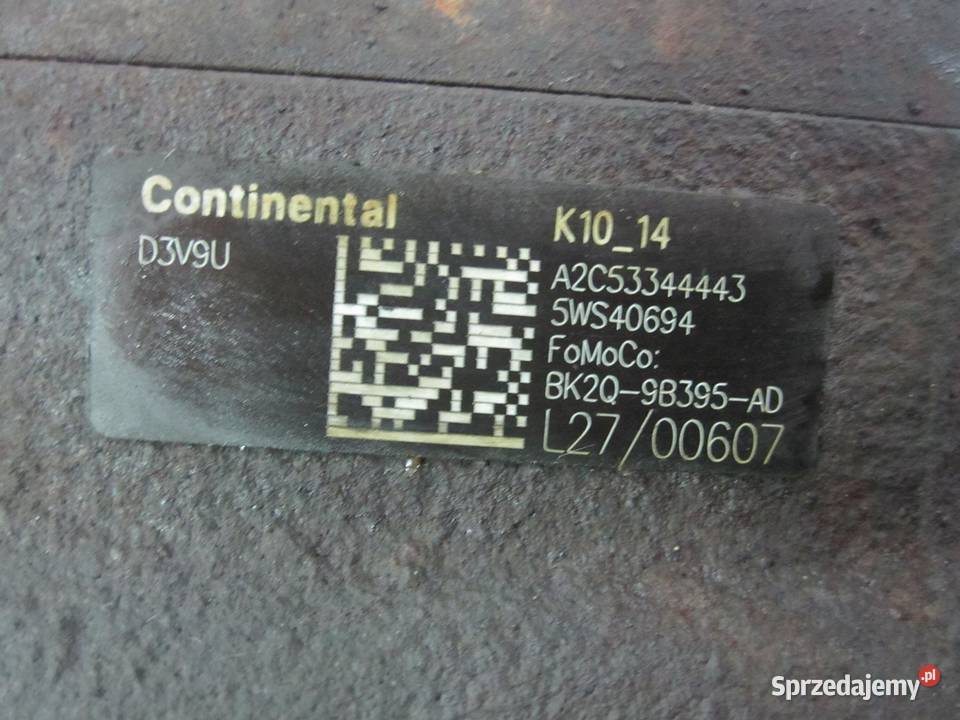 Continental
D3V9U
K10_14
A2C53344443
5WS40694
FoMoCo:
BK2Q-9B395-AD
L27/00607
Sprzedajemy.pl